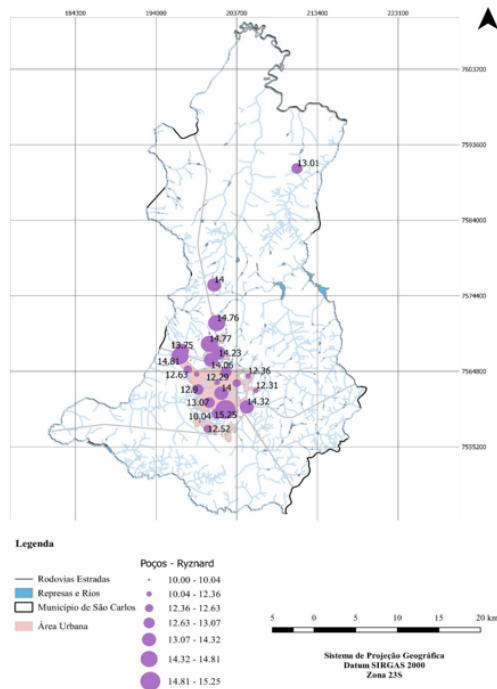 184300 194000 203700 213400 223100
7603200
7593600
13.01
7584000
14
7574400
14.76
14.77
13.75
14.23
14.81
14.06
7564800
12.63
12.29
12.36
12.9
14
12.31
13.07
14.32
10.04
15.25
12.52
7555200
Legenda
Rodovias Estradas
Represas e Rios
Município de São Carlos
Área Urbana
Poços - Ryznard
10.00 - 10.04
10.04 - 12.36
12.36 - 12.63
12.63 - 13.07
13.07 - 14.32
14.32 - 14.81
14.81 - 15.25
5 0 5 10 15 20 km
Sistema de Projeção Geográfica
Datum SIRGAS 2000
Zona 23S